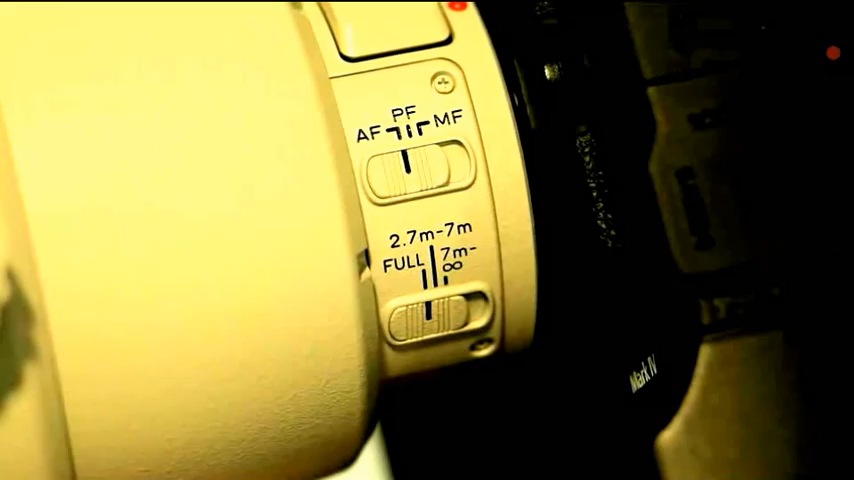 PF
AF MF
2.7m-7m
FULL 7m-
∞
Mark IV